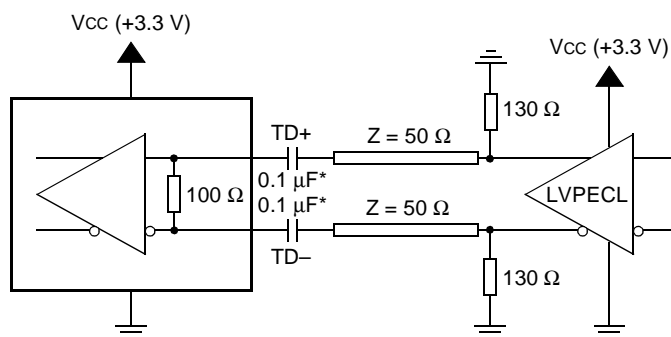 VCC (+3.3 V)
VCC (+3.3 V)
130 Ω
TD+
Z = 50 Ω
0.1 μF*
100 Ω
0.1 μF*
Z = 50 Ω
LVPECL
TD–
130 Ω